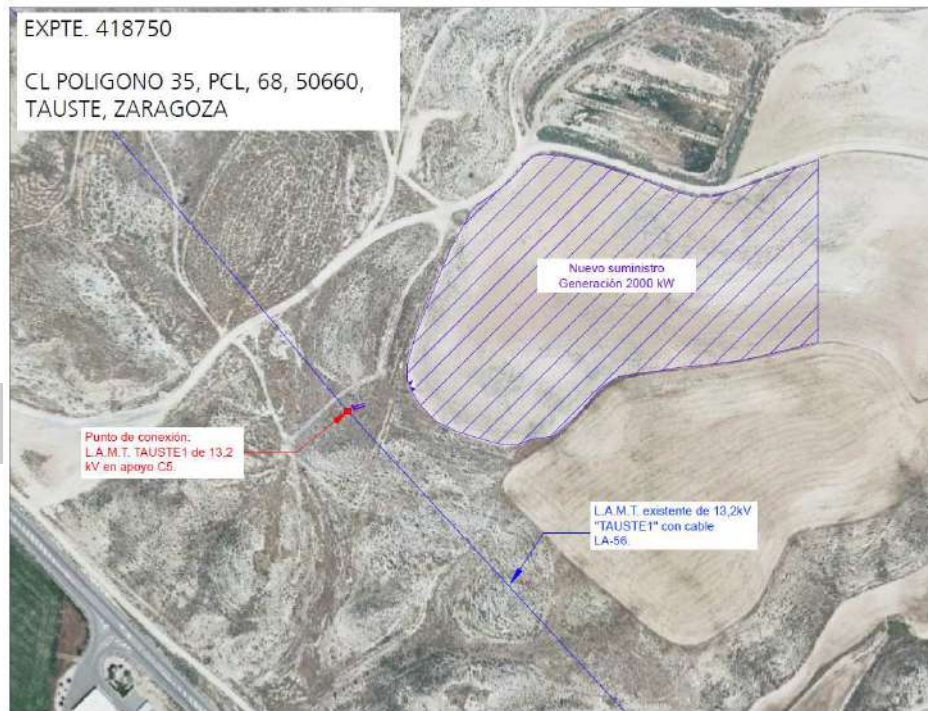 EXPTE. 418750
CL POLIGONO 35, PCL, 68, 50660,
TAUSTE, ZARAGOZA
Nuevo suministro
Generación 2000 kW
Punto de conexión:
L.A.M.T. TAUSTE1 de 13,2
kV en apoyo C5.
L.A.M.T. existente de 13,2kV
"TAUSTE1" con cable
LA-56.